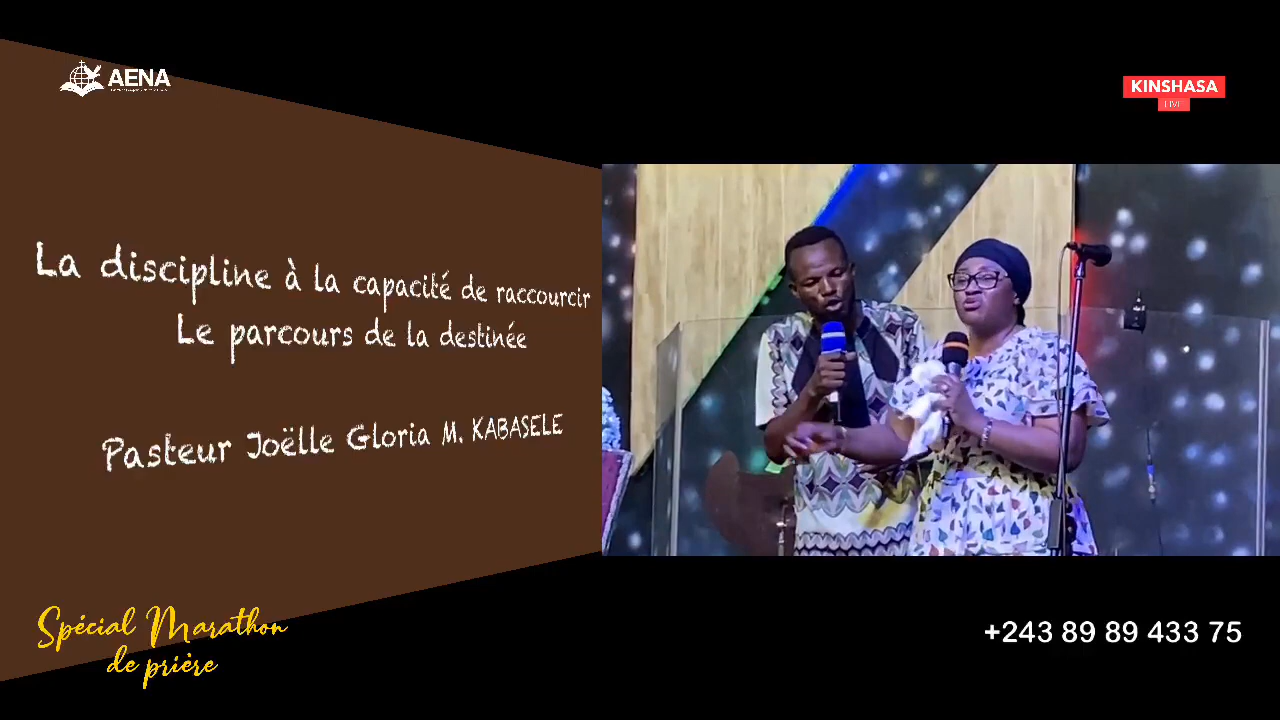 AENA
KINSHASA
LIVE
La discipline à la capacité de raccourcir
Le parcours de la destinée
Pasteur Joëlle Gloria M. KABASELE
Spécial Marathon
de prière
+243 89 89 433 75